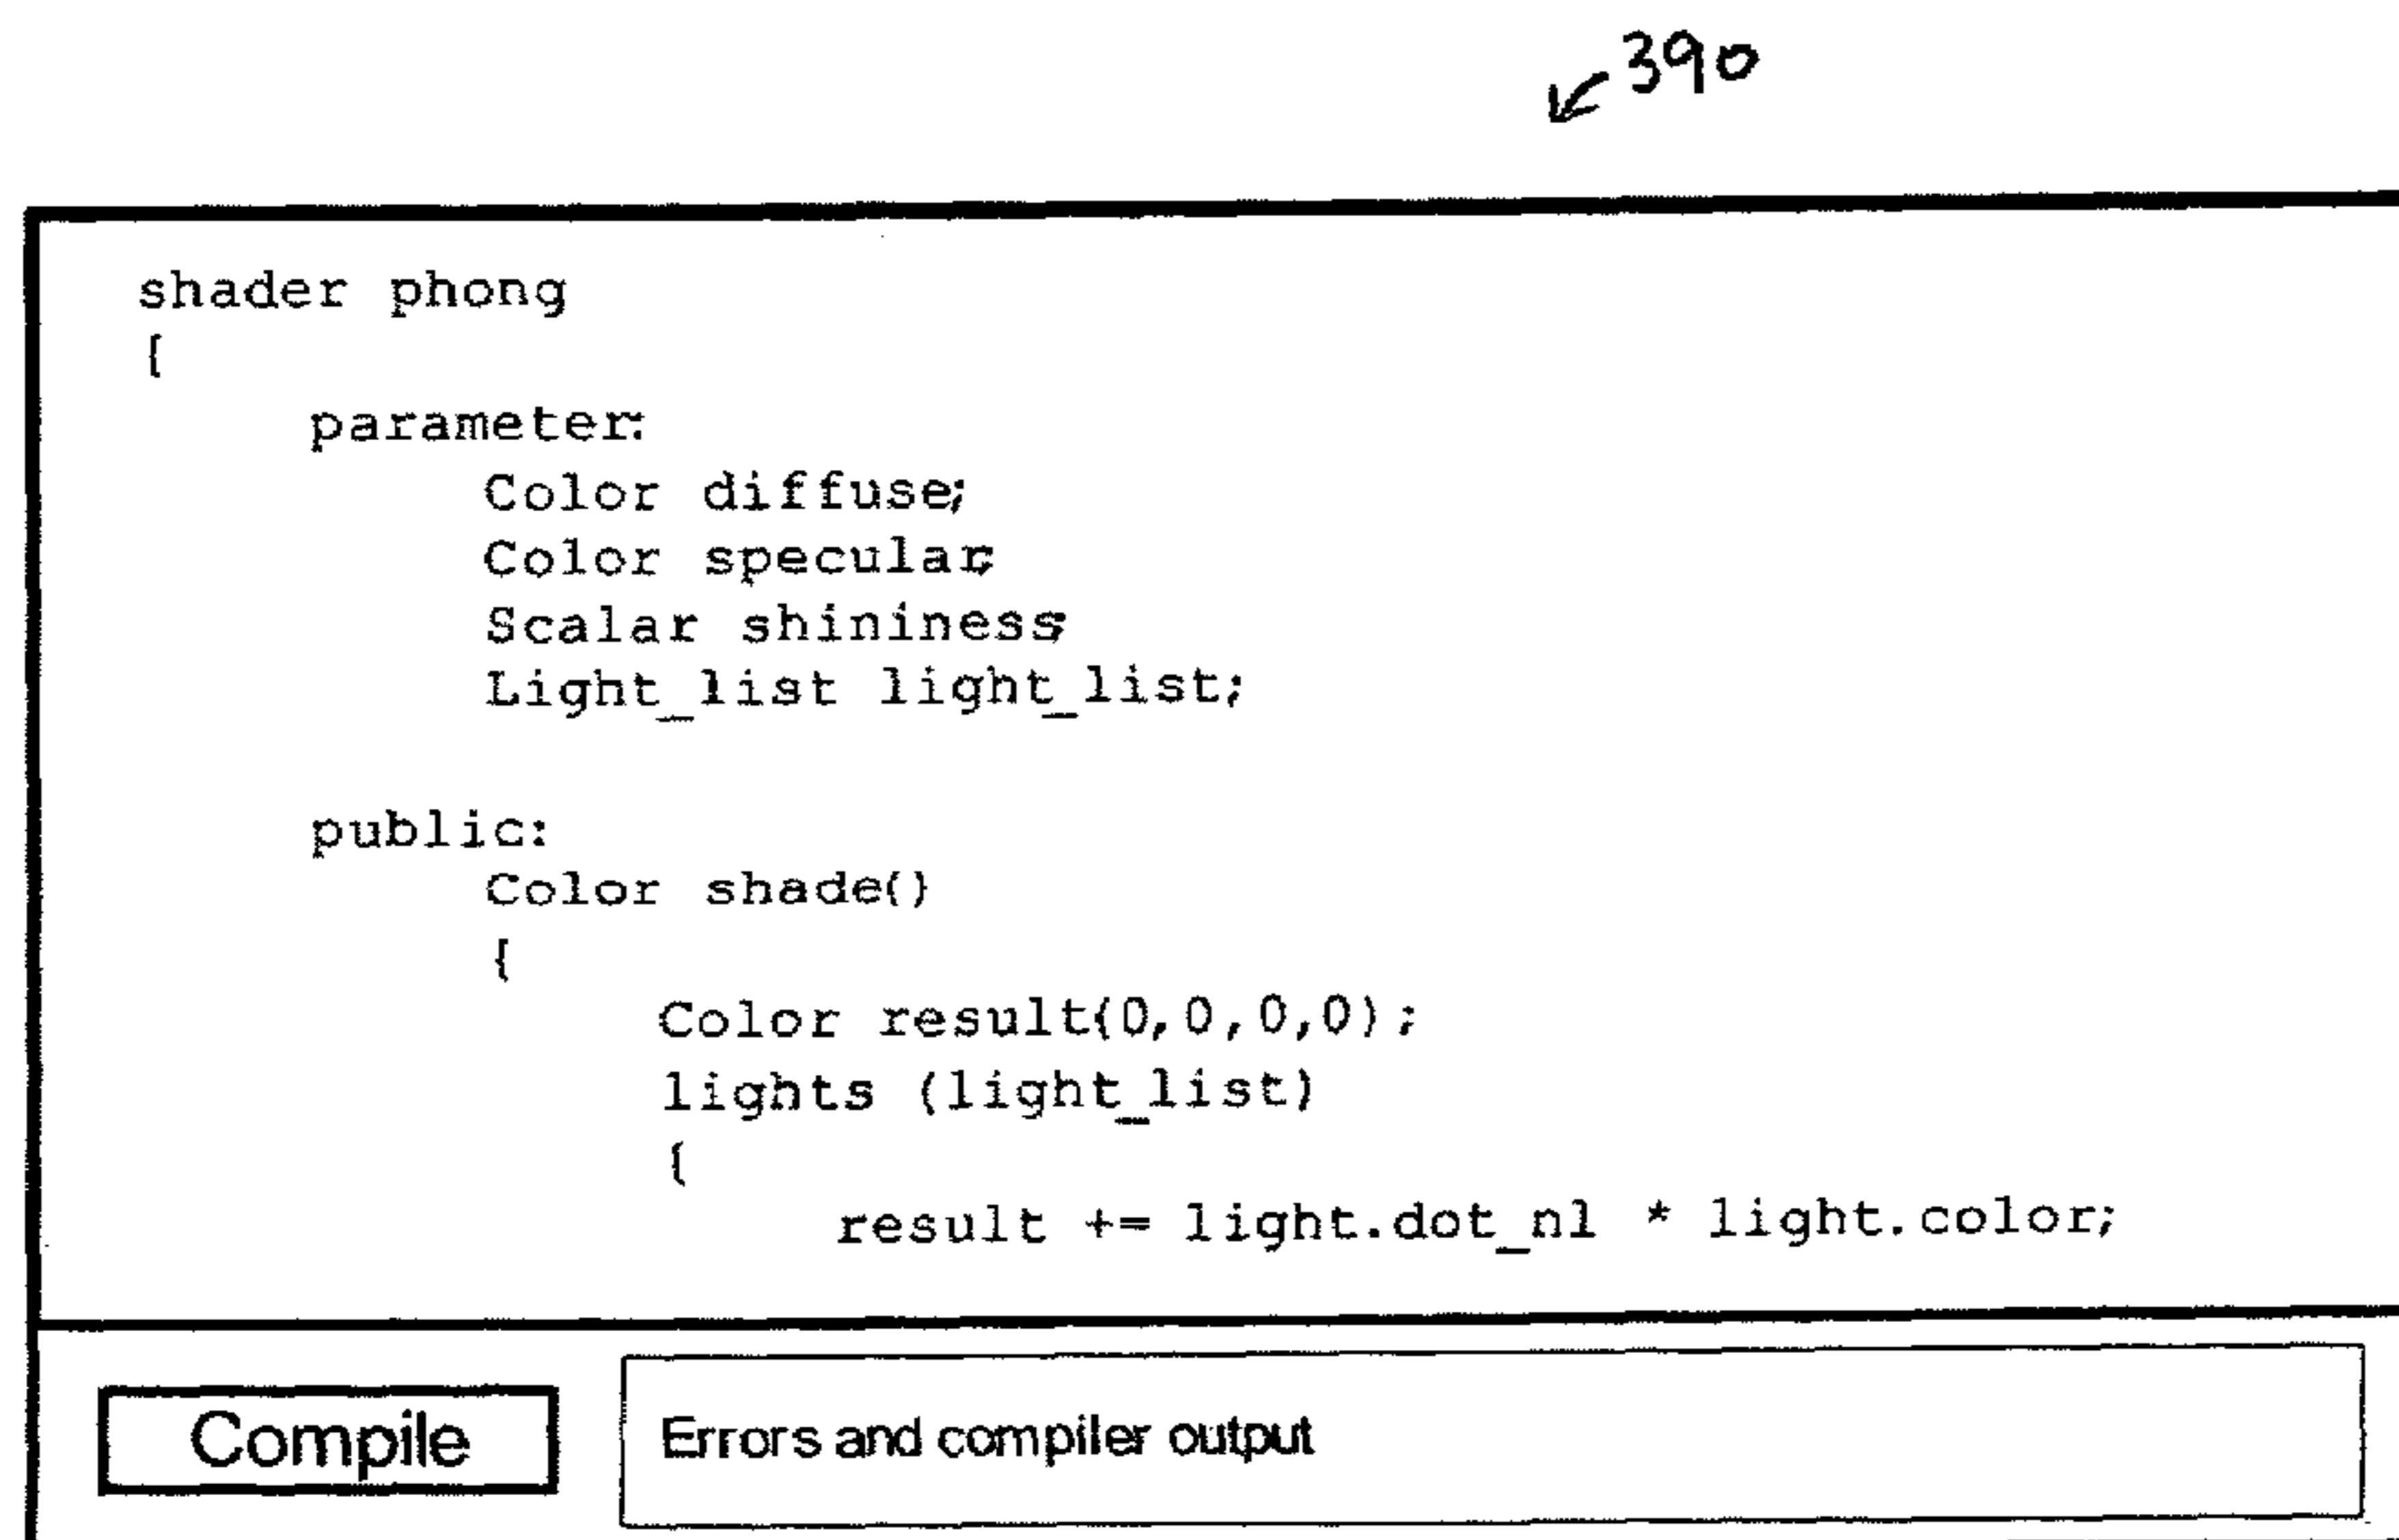 390
shader phong
{
parameter:
Color diffuse;
Color specular;
Scalar shininess;
Light_list light_list;
public:
Color shade()
{
Color result(0,0,0,0);
lights (light_list)
{
result += light.dot_nl * light.color;
Compile
Errors and compiler output